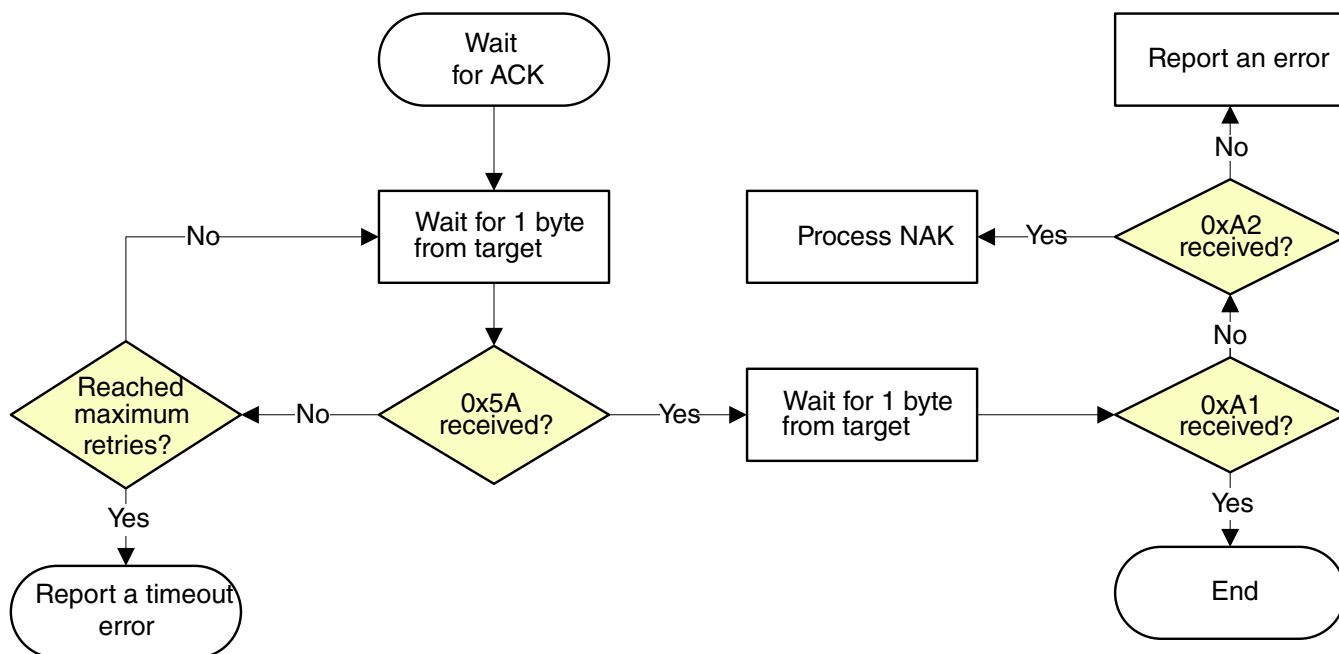 Wait
for ACK
Report an error
No
Wait for 1 byte
from target
No
Process NAK
Yes
0xA2
received?
No
Reached
maximum
retries?
No
0x5A
received?
Yes
Wait for 1 byte
from target
0xA1
received?
Yes
Yes
Report a timeout
error
End